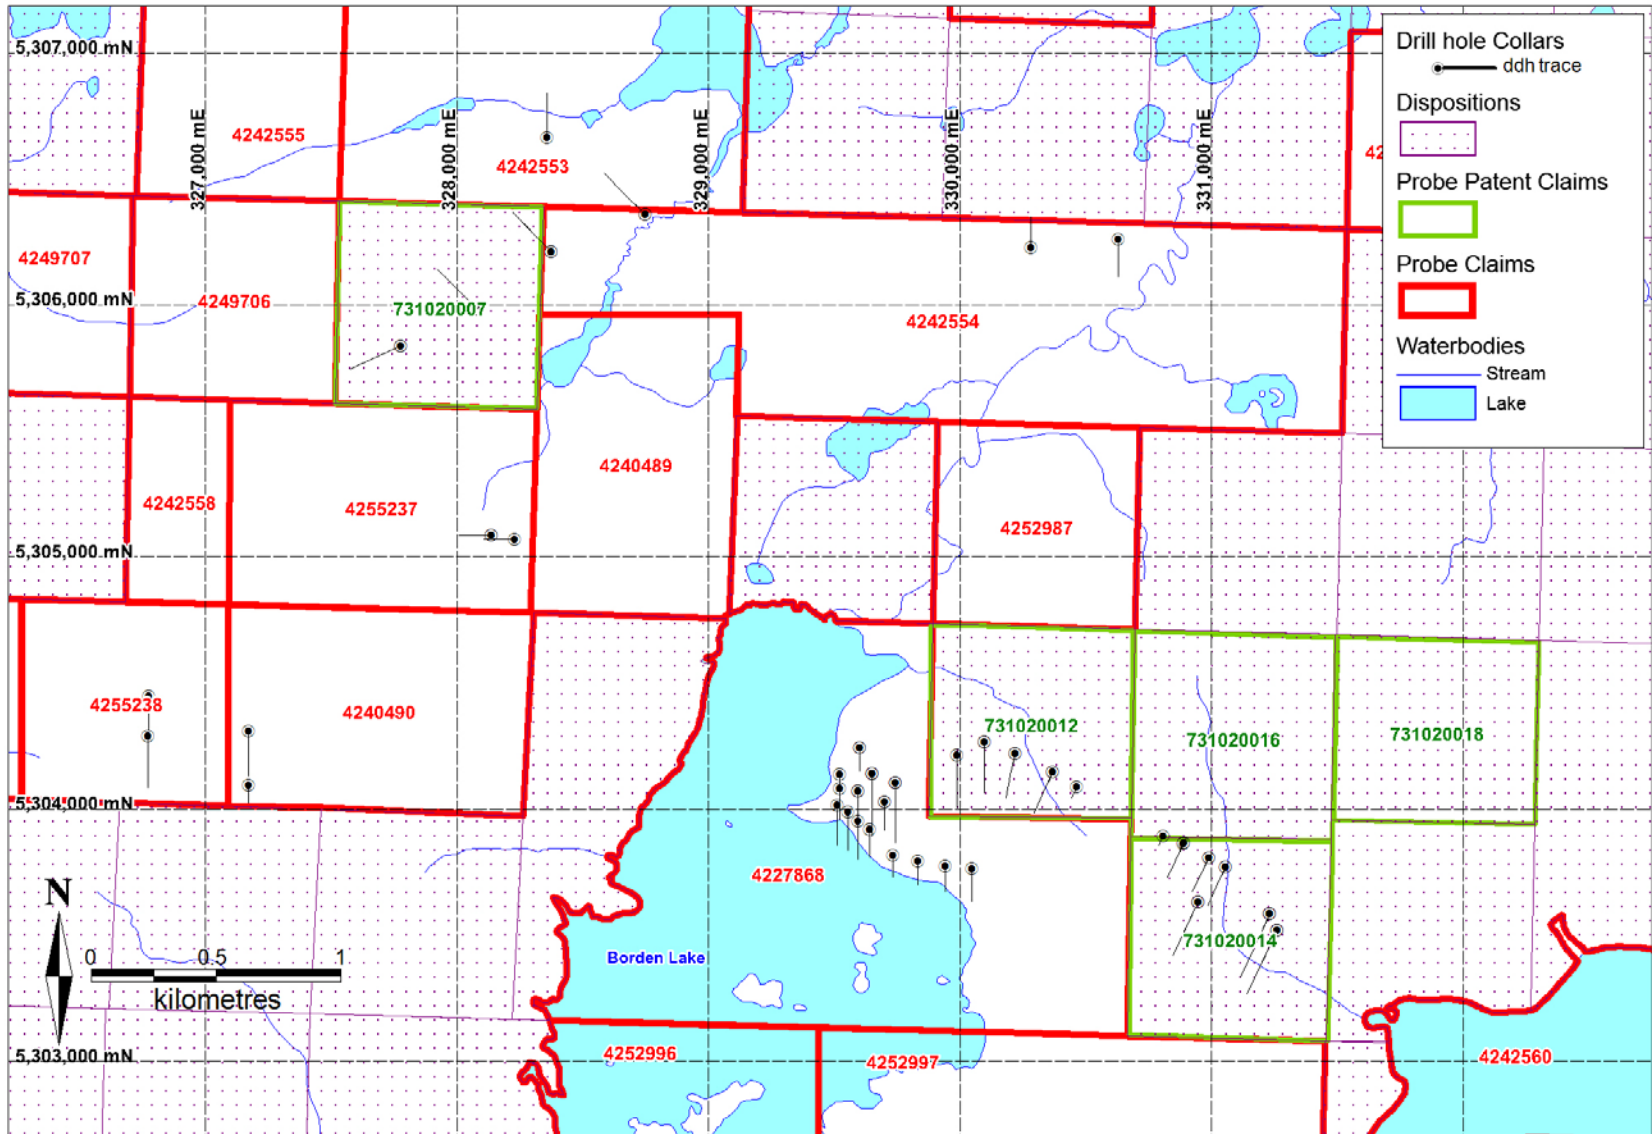 5,307,000 mN
Drill hole Collars
ddh trace
Dispositions
Probe Patent Claims
Probe Claims
Waterbodies
Stream
Lake
327,000 mE
328,000 mE
329,000 mE
330,000 mE
331,000 mE
4242555
4242553
42
4249707
4249706
5,306,000 mN
731020007
4242554
4240489
4242558
4255237
4252987
5,305,000 mN
4255238
4240490
731020012
731020016
731020018
5,304,000 mN
4227868
N
0 0.5 1
kilometres
Borden Lake
731020014
5,303,000 mN
4252996
4252997
4242560